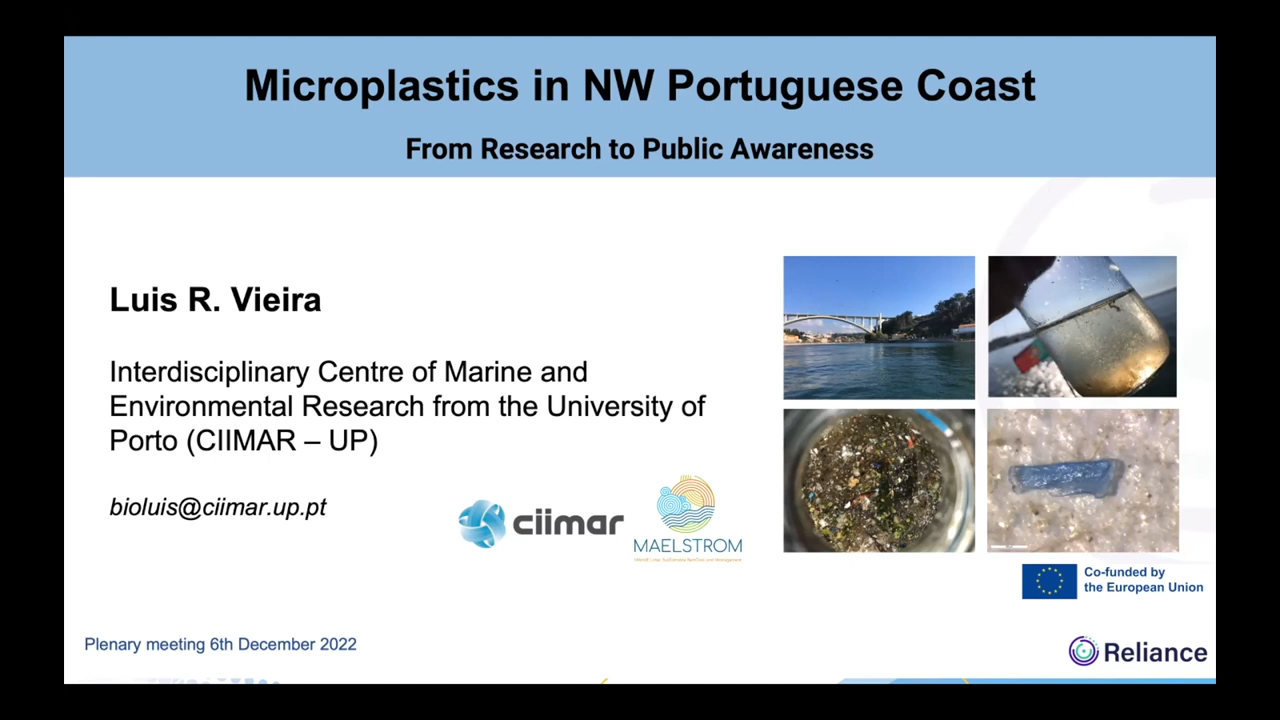 Microplastics in NW Portuguese Coast
From Research to Public Awareness
Luis R. Vieira
Interdisciplinary Centre of Marine and
Environmental Research from the University of
Porto (CIIMAR – UP)
bioluis@ciimar.up.pt
ciimar
MAELSTROM
Co-funded by
the European Union
Plenary meeting 6th December 2022
Reliance